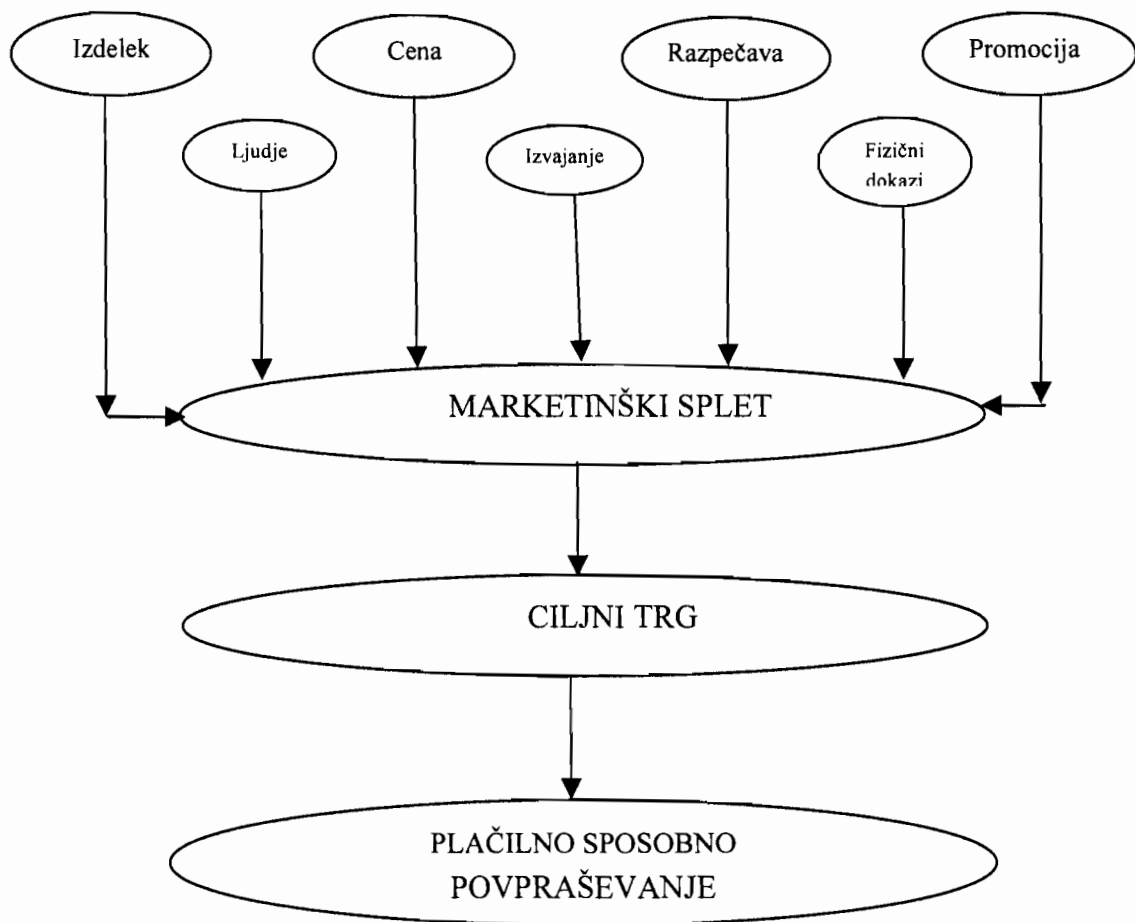 Izdelek
Cena
Razpečava
Promocija
Ljudje
Izvajanje
Fizični
dokazi
MARKETINŠKI SPLET
CILJNI TRG
PLAČILNO SPOSOBNO
POVPRAŠEVANJE